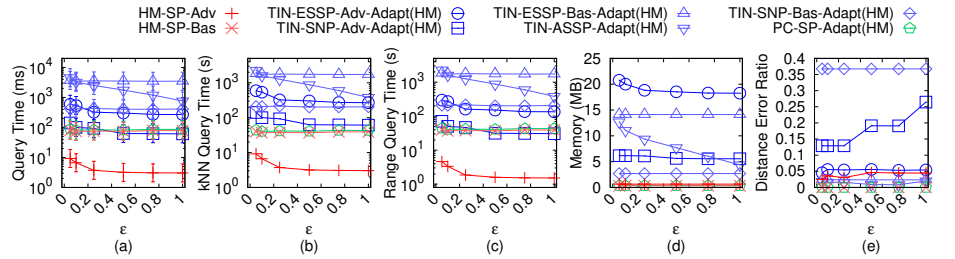 HM-SP-Adv TIN-ESSP-Adv-Adapt(HM) TIN-ESSP-Bas-Adapt(HM) TIN-SNP-Bas-Adapt(HM)
HM-SP-Bas TIN-SNP-Adv-Adapt(HM) TIN-ASSP-Adapt(HM) PC-SP-Adapt(HM)
Query Time (ms)
10^4
10^3
10^2
10^1
10^0
0 0.2 0.4 0.6 0.8 1
ε
(a)
kNN Query Time (s)
10^3
10^2
10^1
10^0
0 0.2 0.4 0.6 0.8 1
ε
(b)
Range Query Time (s)
10^3
10^2
10^1
10^0
0 0.2 0.4 0.6 0.8 1
ε
(c)
Memory (MB)
25
20
15
10
5
0
0 0.2 0.4 0.6 0.8 1
ε
(d)
Distance Error Ratio
0.4
0.35
0.3
0.25
0.2
0.15
0.1
0.05
0
0 0.2 0.4 0.6 0.8 1
ε
(e)